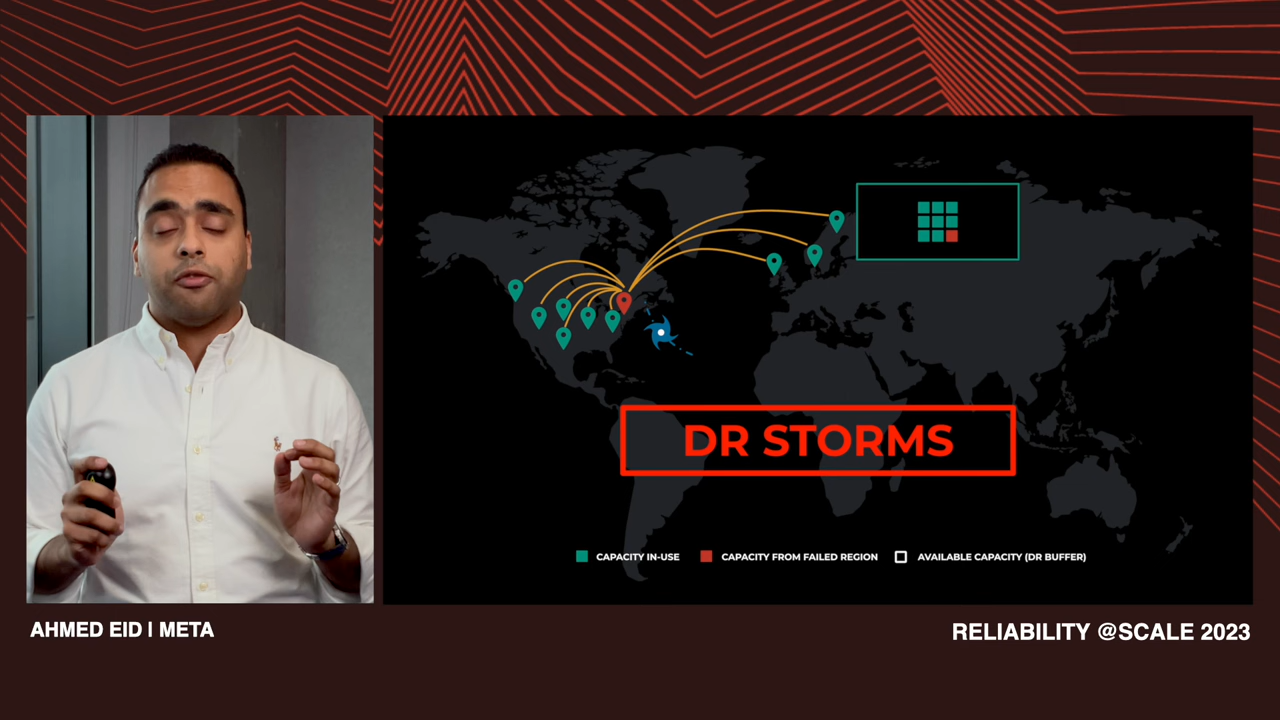 DR STORMS
CAPACITY IN-USE
CAPACITY FROM FAILED REGION
AVAILABLE CAPACITY (DR BUFFER)
AHMED EID | META
RELIABILITY @SCALE 2023